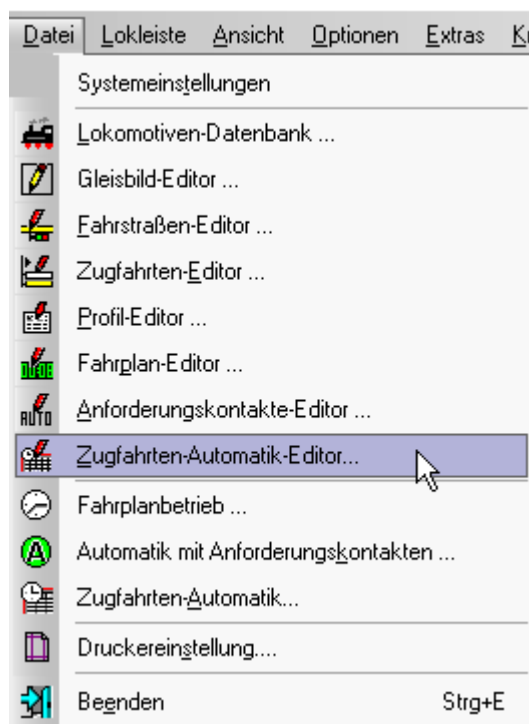 Datei Lokleiste Ansicht Optionen Extras
Systemeinstellungen
Lokomotiven-Datenbank ...
Gleisbild-Editor ...
Fahrstraßen-Editor ...
Zugfahrten-Editor ...
Profil-Editor ...
Fahrplan-Editor ...
Anforderungskontakte-Editor ...
Zugfahrten-Automatik-Editor...
Fahrplanbetrieb ...
Automatik mit Anforderungskontakten ...
Zugfahrten-Automatik...
Druckereinstellung....
Beenden Strg+E